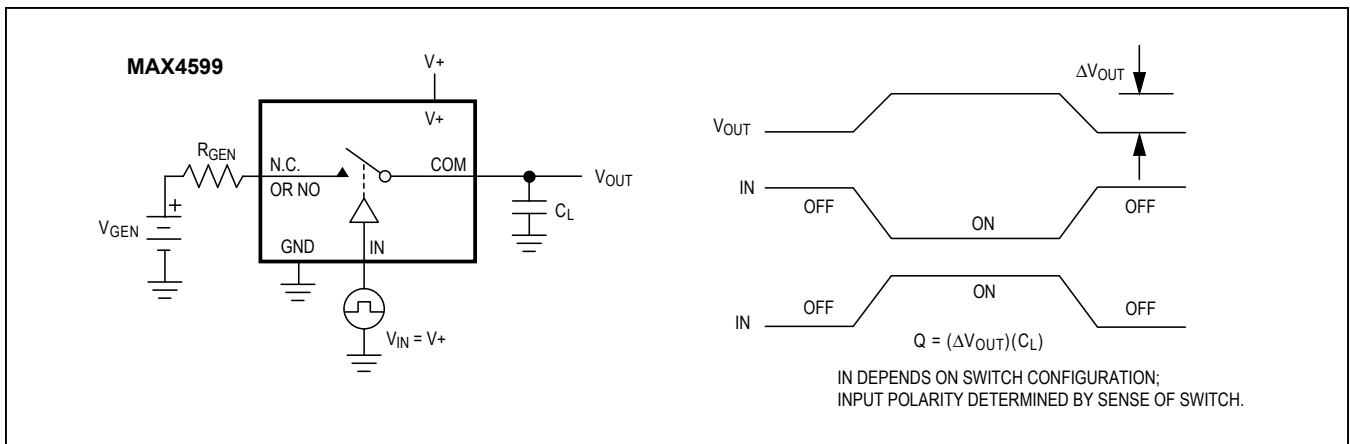 MAX4599
V+
V+
RGEN
N.C.
OR NO
COM
VOUT
CL
+
VGEN
GND
IN
VIN = V+
ΔVOUT
VOUT
IN
OFF
ON
OFF
IN
OFF
ON
OFF
Q = (ΔVOUT)(CL)
IN DEPENDS ON SWITCH CONFIGURATION;
INPUT POLARITY DETERMINED BY SENSE OF SWITCH.